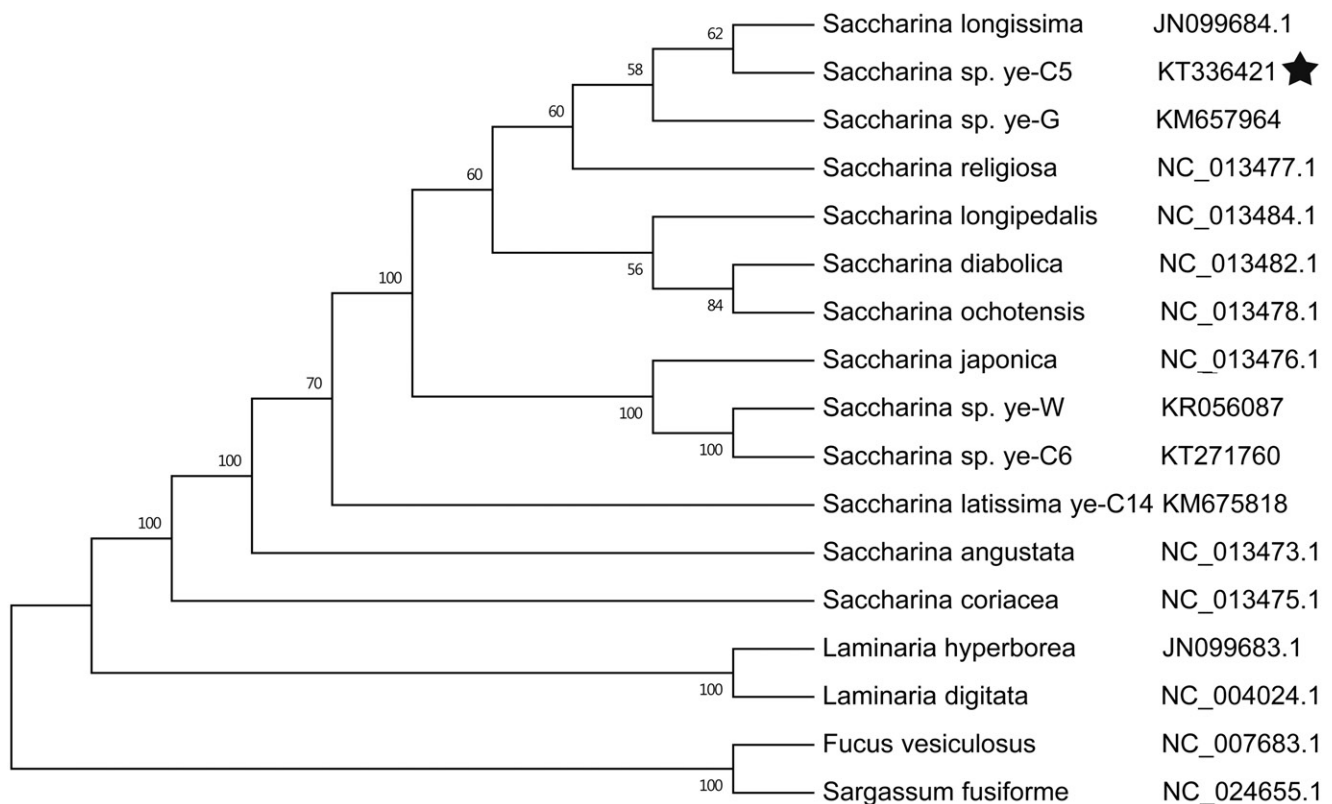 62
Saccharina longissima JN099684.1
58
Saccharina sp. ye-C5 KT336421
60
Saccharina sp. ye-G KM657964
60
Saccharina religiosa NC_013477.1
Saccharina longipedalis NC_013484.1
56
Saccharina diabolica NC_013482.1
100
84
Saccharina ochotensis NC_013478.1
Saccharina japonica NC_013476.1
70
100
Saccharina sp. ye-W KR056087
100
100
Saccharina sp. ye-C6 KT271760
Saccharina latissima ye-C14 KM675818
100
Saccharina angustata NC_013473.1
Saccharina coriacea NC_013475.1
Laminaria hyperborea JN099683.1
100
Laminaria digitata NC_004024.1
Fucus vesiculosus NC_007683.1
100
Sargassum fusiforme NC_024655.1